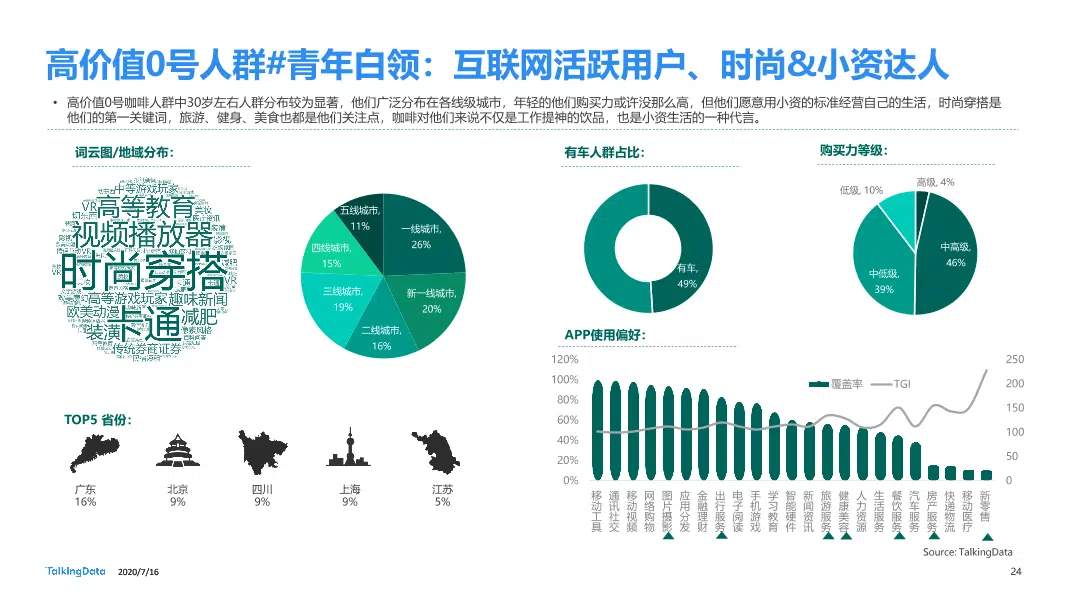 高价值0号人群#青年白领：互联网活跃用户、时尚&小资达人
• 高价值0号咖啡人群中30岁左右人群分布较为显著，他们广泛分布在各线级城市，年轻的他们购买力或许没那么高，但他们愿意用小资的标准经营自己的生活，时尚穿搭是
他们的第一关键词，旅游、健身、美食也都是他们关注点，咖啡对他们来说不仅是工作提神的饮品，也是小资生活的一种代言。
词云图/地域分布：
中等游戏玩家
VR
高等教育
美妆
切东西
视频播放器
时尚穿搭
高等游戏玩家
趣味新闻
欧美动漫
卡通
减肥
装潢
像素风格
传统券商证券
五线城市,
11%
一线城市,
26%
四线城市,
15%
新一线城市,
20%
三线城市,
19%
二线城市,
16%
有车人群占比：
有车,
49%
购买力等级：
低级, 10%
高级, 4%
中高级,
46%
中低级,
39%
TOP5 省份：
广东
16%
北京
9%
四川
9%
上海
9%
江苏
5%
APP使用偏好：
120%
100%
80%
60%
40%
20%
0%
覆盖率
TGI
250
200
150
100
50
0
移动工具
通讯社交
移动视频
网络购物
图片摄影
应用分发
金融理财
出行服务
电子阅读
手机游戏
学习教育
智能硬件
新闻资讯
旅游服务
健康美容
人力资源
生活服务
餐饮服务
汽车服务
房产服务
快递物流
移动医疗
新零售
Source: TalkingData
TalkingData
2020/7/16
24